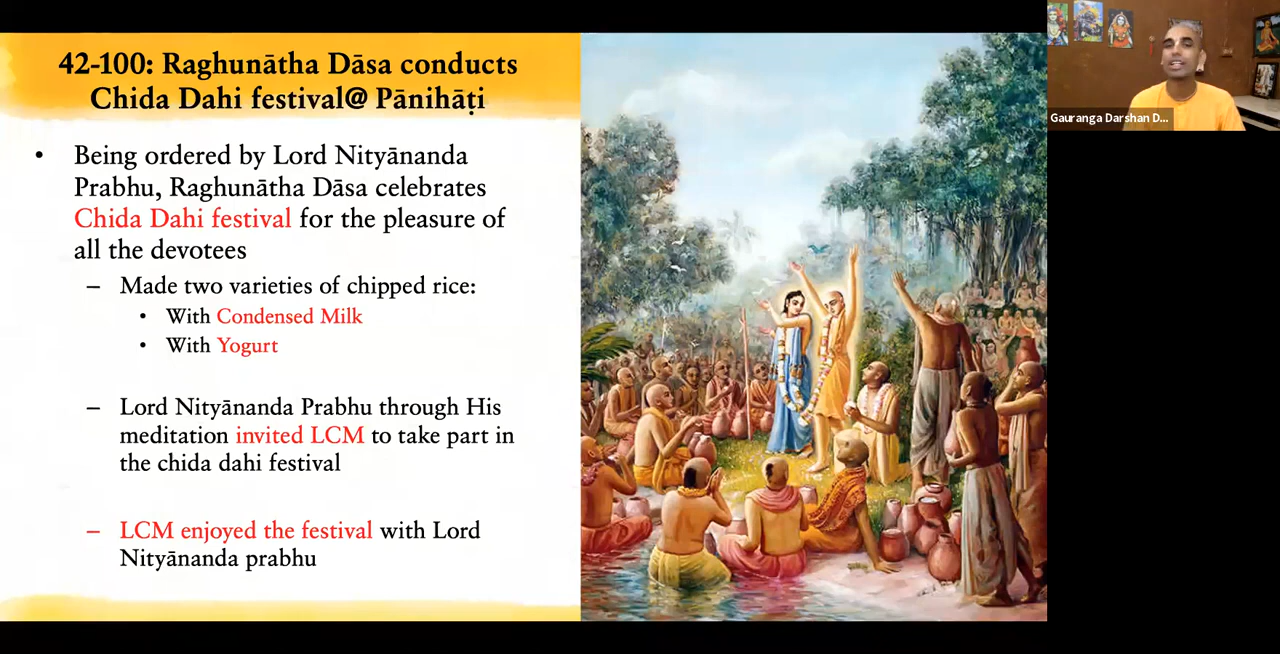 42-100: Raghunātha Dāsa conducts
Chida Dahi festival@ Pānihāṭi
• Being ordered by Lord Nityānanda
Prabhu, Raghunātha Dāsa celebrates
Chida Dahi festival for the pleasure of
all the devotees
– Made two varieties of chipped rice:
• With Condensed Milk
• With Yogurt
– Lord Nityānanda Prabhu through His
meditation invited LCM to take part in
the chida dahi festival
– LCM enjoyed the festival with Lord
Nityānanda prabhu
Gauranga Darshan D...